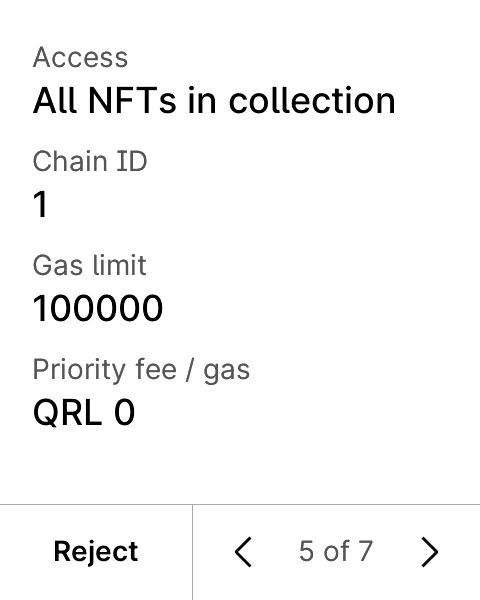 Access
All NFTs in collection
Chain ID
1
Gas limit
100000
Priority fee / gas
QRL 0
Reject
5 of 7